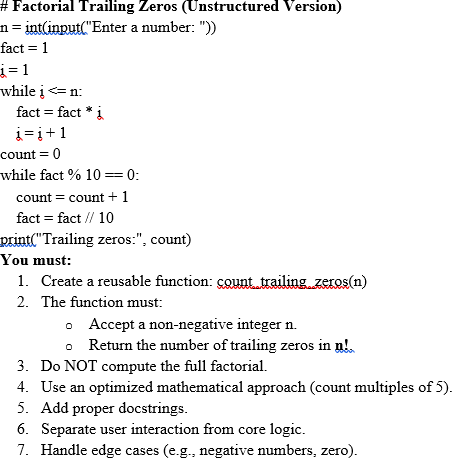 # Factorial Trailing Zeros (Unstructured Version)
n = int(input("Enter a number: "))
fact = 1
i = 1
while i <= n:
    fact = fact * i
    i = i + 1
count = 0
while fact % 10 == 0:
    count = count + 1
    fact = fact // 10
print("Trailing zeros:", count)
You must:
1. Create a reusable function: count_trailing_zeros(n)
2. The function must:
o Accept a non-negative integer n.
o Return the number of trailing zeros in n!.
3. Do NOT compute the full factorial.
4. Use an optimized mathematical approach (count multiples of 5).
5. Add proper docstrings.
6. Separate user interaction from core logic.
7. Handle edge cases (e.g., negative numbers, zero).